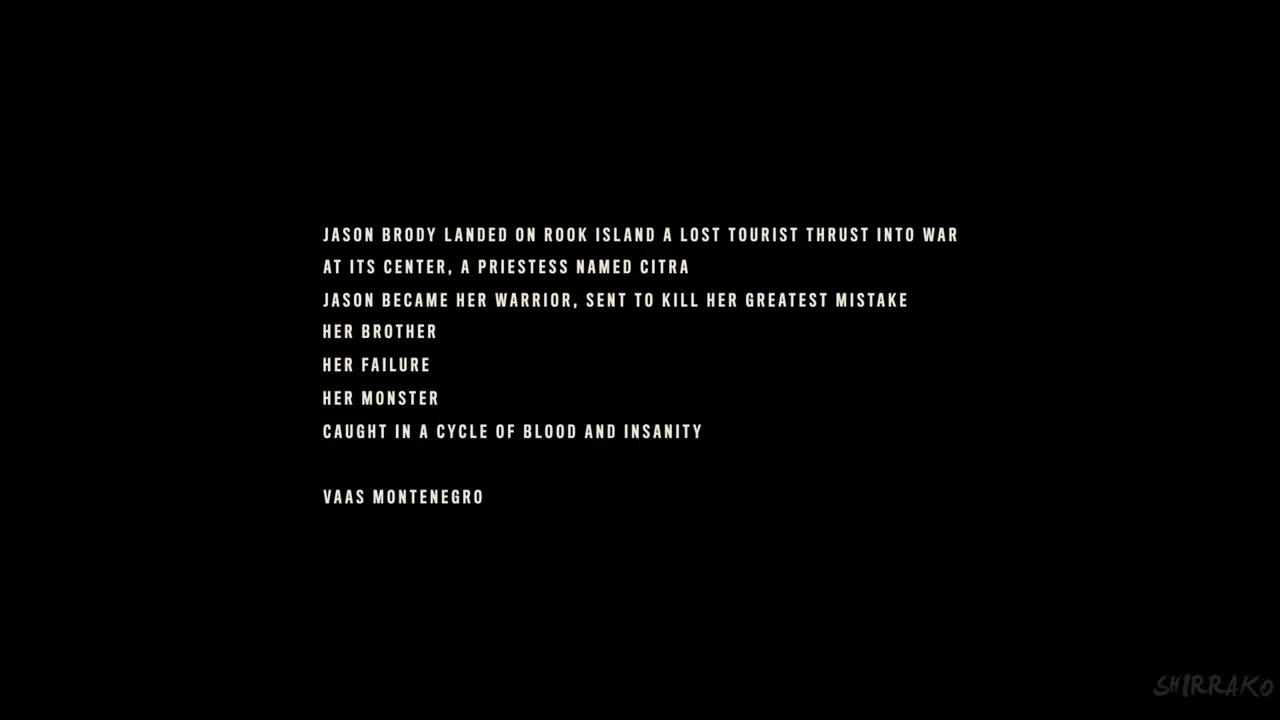 JASON BRODY LANDED ON ROOK ISLAND A LOST TOURIST THRUST INTO WAR
AT ITS CENTER, A PRIESTESS NAMED CITRA
JASON BECAME HER WARRIOR, SENT TO KILL HER GREATEST MISTAKE
HER BROTHER
HER FAILURE
HER MONSTER
CAUGHT IN A CYCLE OF BLOOD AND INSANITY
VAAS MONTENEGRO
SHIRRAKO